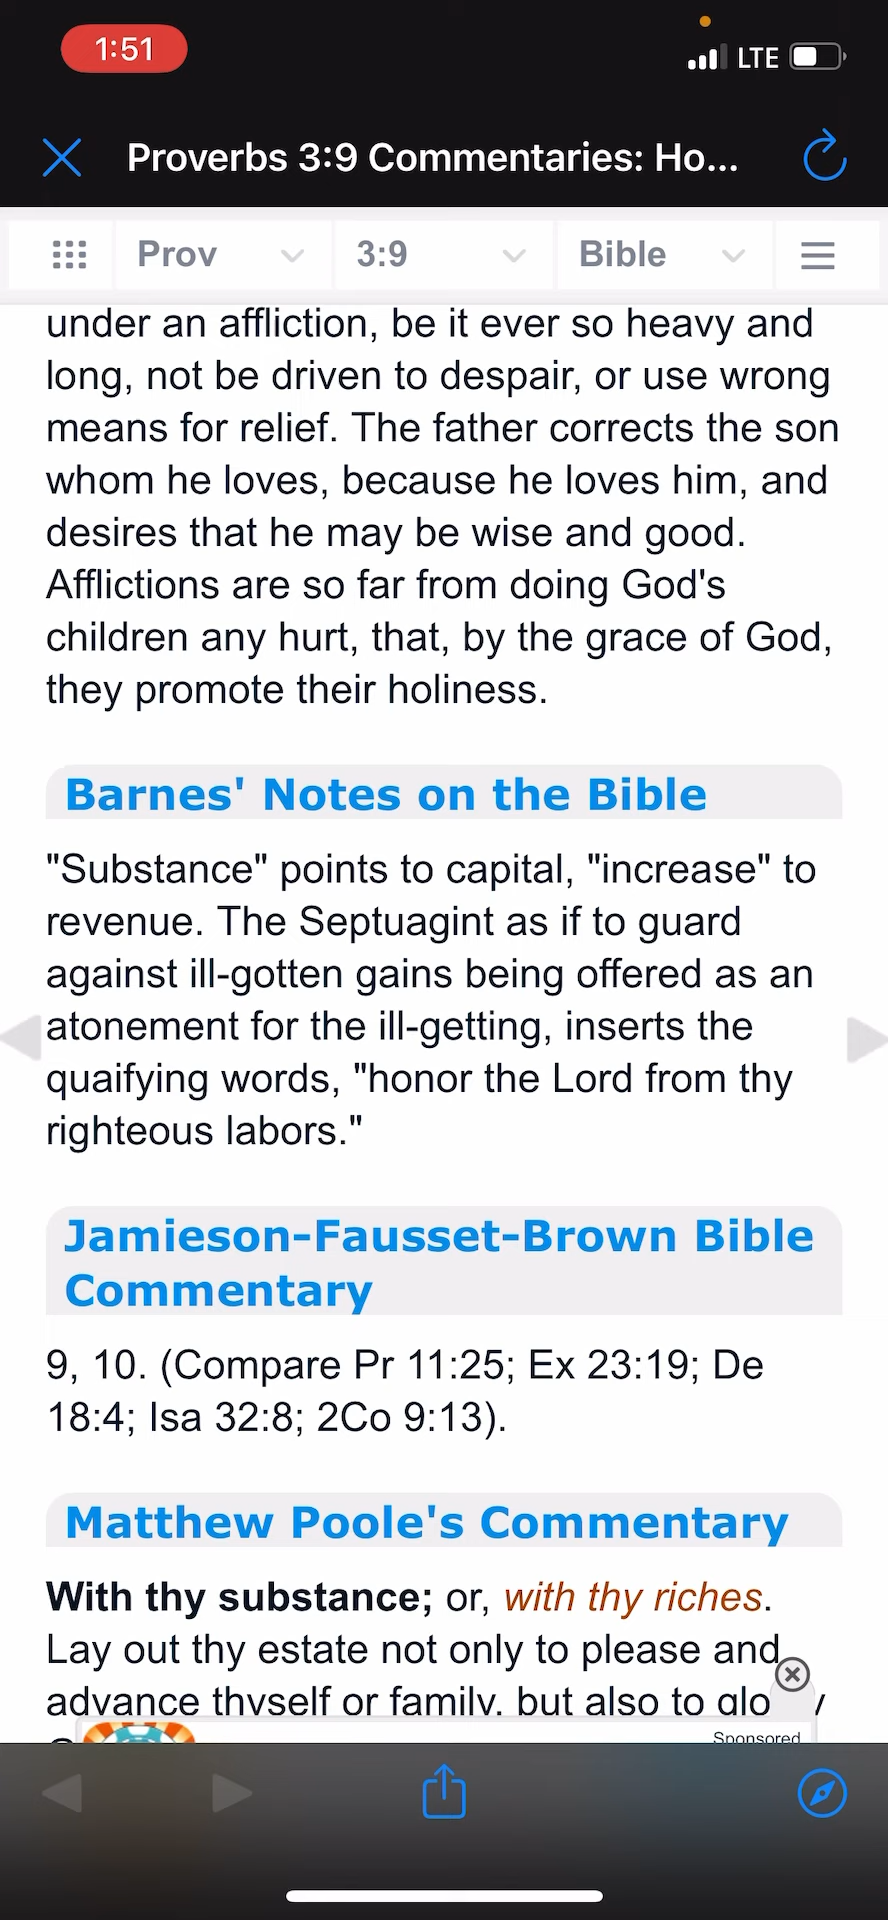 1:51
LTE
Proverbs 3:9 Commentaries: Ho...
Prov
3:9
Bible
under an affliction, be it ever so heavy and
long, not be driven to despair, or use wrong
means for relief. The father corrects the son
whom he loves, because he loves him, and
desires that he may be wise and good.
Afflictions are so far from doing God's
children any hurt, that, by the grace of God,
they promote their holiness.
Barnes' Notes on the Bible
"Substance" points to capital, "increase" to
revenue. The Septuagint as if to guard
against ill-gotten gains being offered as an
atonement for the ill-getting, inserts the
quaifying words, "honor the Lord from thy
righteous labors."
Jamieson-Fausset-Brown Bible
Commentary
9, 10. (Compare Pr 11:25; Ex 23:19; De
18:4; Isa 32:8; 2Co 9:13).
Matthew Poole's Commentary
With thy substance; or, with thy riches.
Lay out thy estate not only to please and
advance thyself or family, but also to
Sponsored